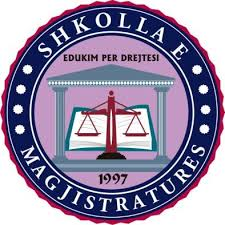 SHKOLLA E
EDUKIM PER DREJTESI
1997
MAGJISTRATURES